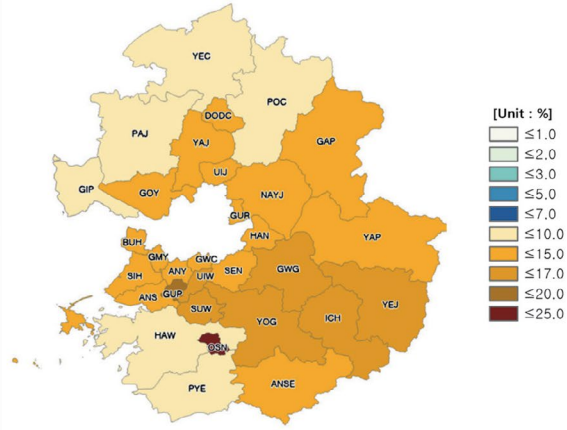 YEC
POC
DODC
PAJ
YAJ
GAP
UIJ
GIP
GOY
NAYJ
GUR
HAN
YAP
BUH
GMY
GWC
SIH
ANY
UIW
SEN
GWG
ANS
GUP
SUW
YEJ
YOG
ICH
HAW
OSN
PYE
ANSE
[Unit : %]
≤1.0
≤2.0
≤3.0
≤5.0
≤7.0
≤10.0
≤15.0
≤17.0
≤20.0
≤25.0